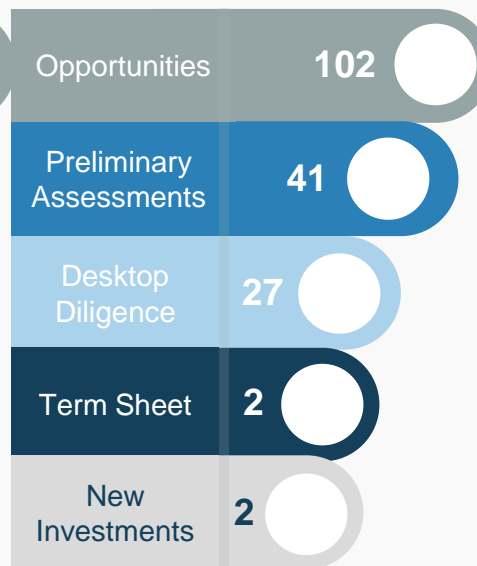 Opportunities 102
Preliminary
Assessments
41
Desktop
Diligence
27
Term Sheet 2
New
Investments
2